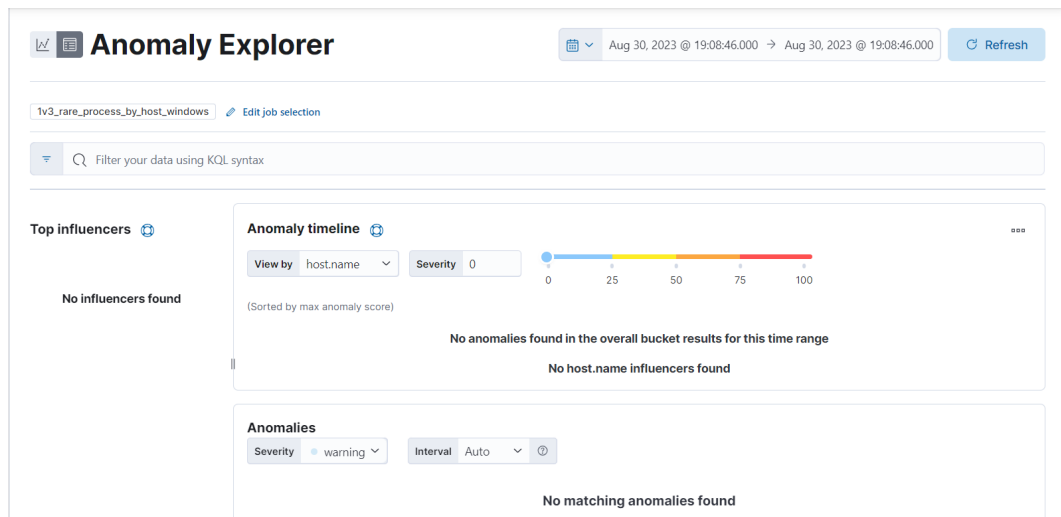 Anomaly Explorer
Aug 30, 2023 @ 19:08:46.000 → Aug 30, 2023 @ 19:08:46.000
Refresh
1v3_rare_process_by_host_windows
Edit job selection
Filter your data using KQL syntax
Top influencers
No influencers found
Anomaly timeline
View by host.name
Severity 0
0 25 50 75 100
(Sorted by max anomaly score)
No anomalies found in the overall bucket results for this time range
No host.name influencers found
Anomalies
Severity warning
Interval Auto
No matching anomalies found